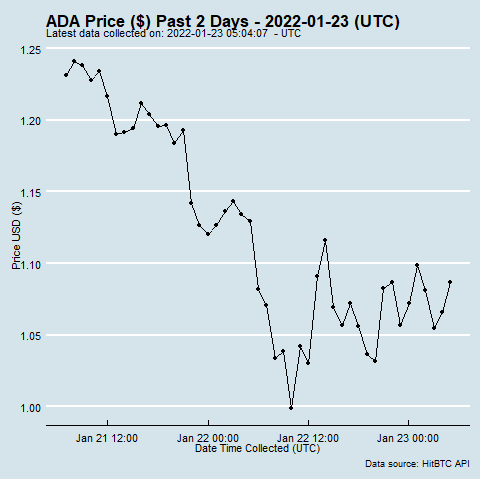 ADA Price ($) Past 2 Days - 2022-01-23 (UTC)
Latest data collected on: 2022-01-23 05:04:07  - UTC
1.25
1.20
1.15
1.10
1.05
1.00
Price USD ($)
Jan 21 12:00
Jan 22 00:00
Jan 22 12:00
Jan 23 00:00
Date Time Collected (UTC)
Data source: HitBTC API